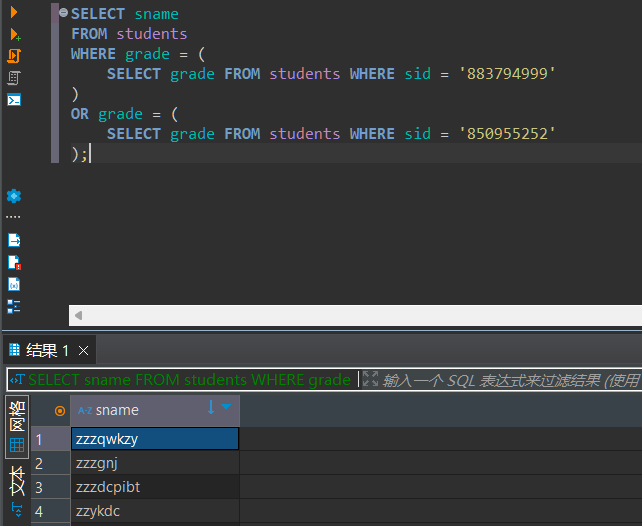 SELECT sname
FROM students
WHERE grade = (
SELECT grade FROM students WHERE sid = '883794999'
)
OR grade = (
SELECT grade FROM students WHERE sid = '850955252'
);
结果 1 ×
SELECT sname FROM students WHERE grade
输入一个 SQL 表达式来过滤结果 (使用
网格
文本
A-Z sname
1 zzzqwkzy
2 zzzgnj
3 zzzdcpibt
4 zzykdc